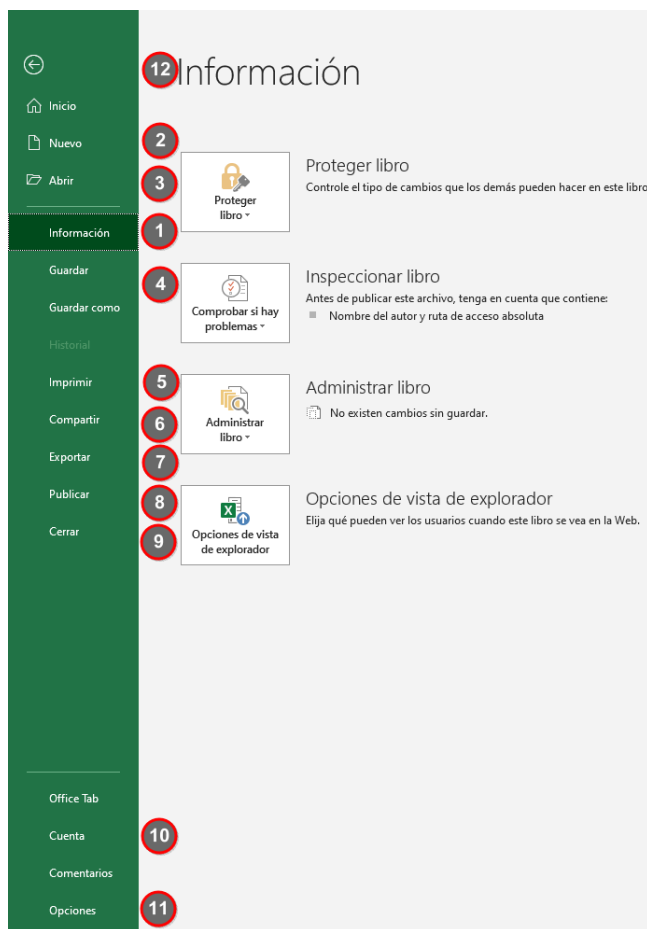 12
Información
Inicio
Nuevo
2
Abrir
3
Información
1
Guardar
4
Guardar como
Historial
Imprimir
5
Compartir
6
Exportar
7
Publicar
8
Cerrar
9
Office Tab
Cuenta
10
Comentarios
Opciones
11
Proteger
libro
Proteger libro
Controle el tipo de cambios que los demás pueden hacer en este libro
Comprobar si hay
problemas
Inspeccionar libro
Antes de publicar este archivo, tenga en cuenta que contiene:
Nombre del autor y ruta de acceso absoluta
Administrar
libro
Administrar libro
No existen cambios sin guardar.
Opciones de vista
de explorador
Opciones de vista de explorador
Elija qué pueden ver los usuarios cuando este libro se vea en la Web.